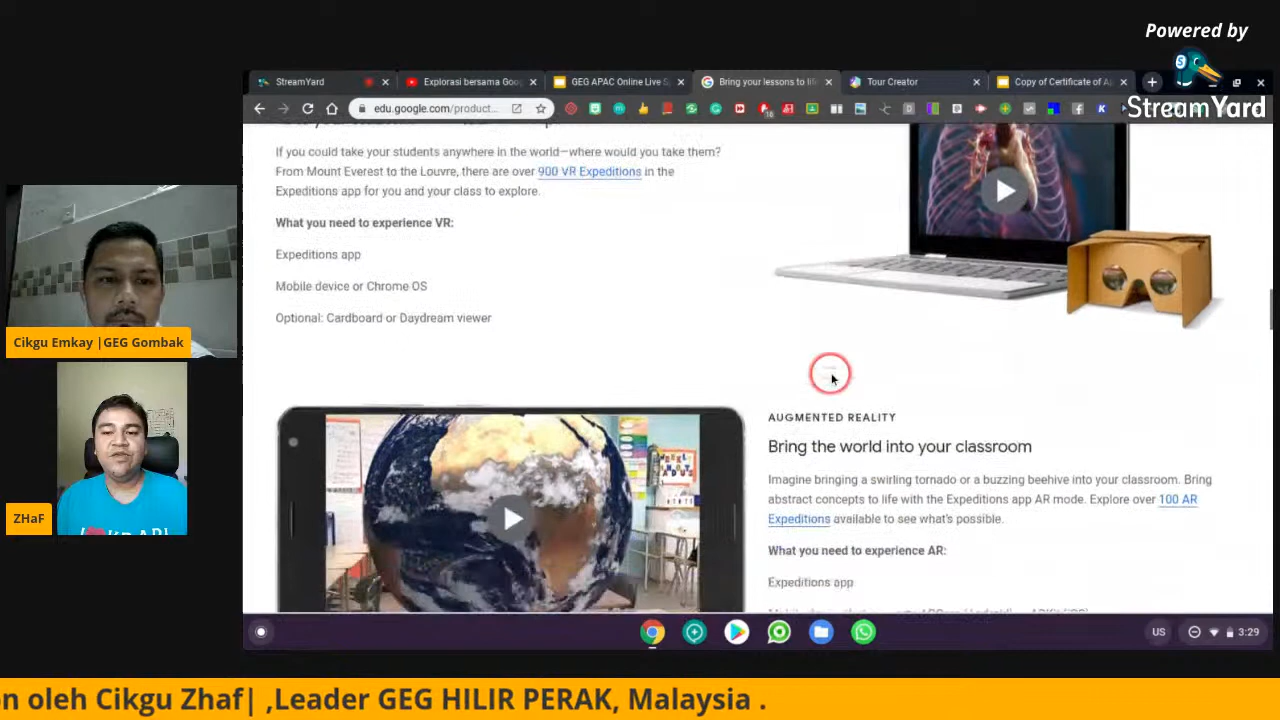 Powered by
StreamYard
StreamYard
Explorasi bersama Goo
GEG APAC Online Live S
Bring your lessons to li
Tour Creator
Copy of Certificate of A
edu.google.com/product...
If you could take your students anywhere in the world—where would you take them?
From Mount Everest to the Louvre, there are over 900 VR Expeditions in the
Expeditions app for you and your class to explore.
What you need to experience VR:
Expeditions app
Mobile device or Chrome OS
Optional: Cardboard or Daydream viewer
AUGMENTED REALITY
Bring the world into your classroom
Imagine bringing a swirling tornado or a buzzing beehive into your classroom. Bring
abstract concepts to life with the Expeditions app AR mode. Explore over 100 AR
Expeditions available to see what's possible.
What you need to experience AR:
Expeditions app
Cikgu Emkay |GEG Gombak
ZHaF
US
3:29
n oleh Cikgu Zhaf| ,Leader GEG HILIR PERAK, Malaysia .